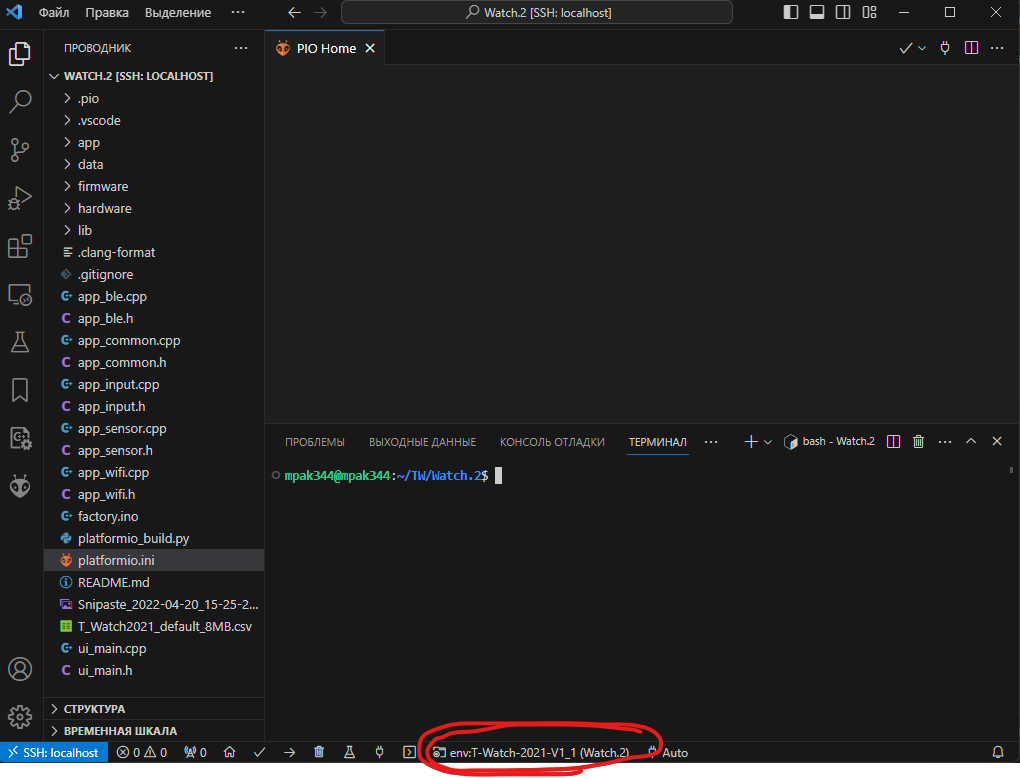 Файл Правка Выделение ··· Watch.2 [SSH: localhost]
ПРОВОДНИК
PIO Home
WATCH.2 [SSH: LOCALHOST]
.pio
.vscode
app
data
firmware
hardware
lib
.clang-format
.gitignore
app_ble.cpp
app_ble.h
app_common.cpp
app_common.h
app_input.cpp
app_input.h
app_sensor.cpp
app_sensor.h
app_wifi.cpp
app_wifi.h
factory.ino
platformio_build.py
platformio.ini
README.md
Snipaste_2022-04-20_15-25-2...
T_Watch2021_default_8MB.csv
ui_main.cpp
ui_main.h
СТРУКТУРА
ВРЕМЕННАЯ ШКАЛА
ПРОБЛЕМЫ ВЫХОДНЫЕ ДАННЫЕ КОНСОЛЬ ОТЛАДКИ ТЕРМИНАЛ ··· bash - Watch.2
mpak344@mpak344:~/TW/Watch.2$
SSH: localhost 0 0 0 env:T-Watch-2021-V1_1 (Watch.2) Auto